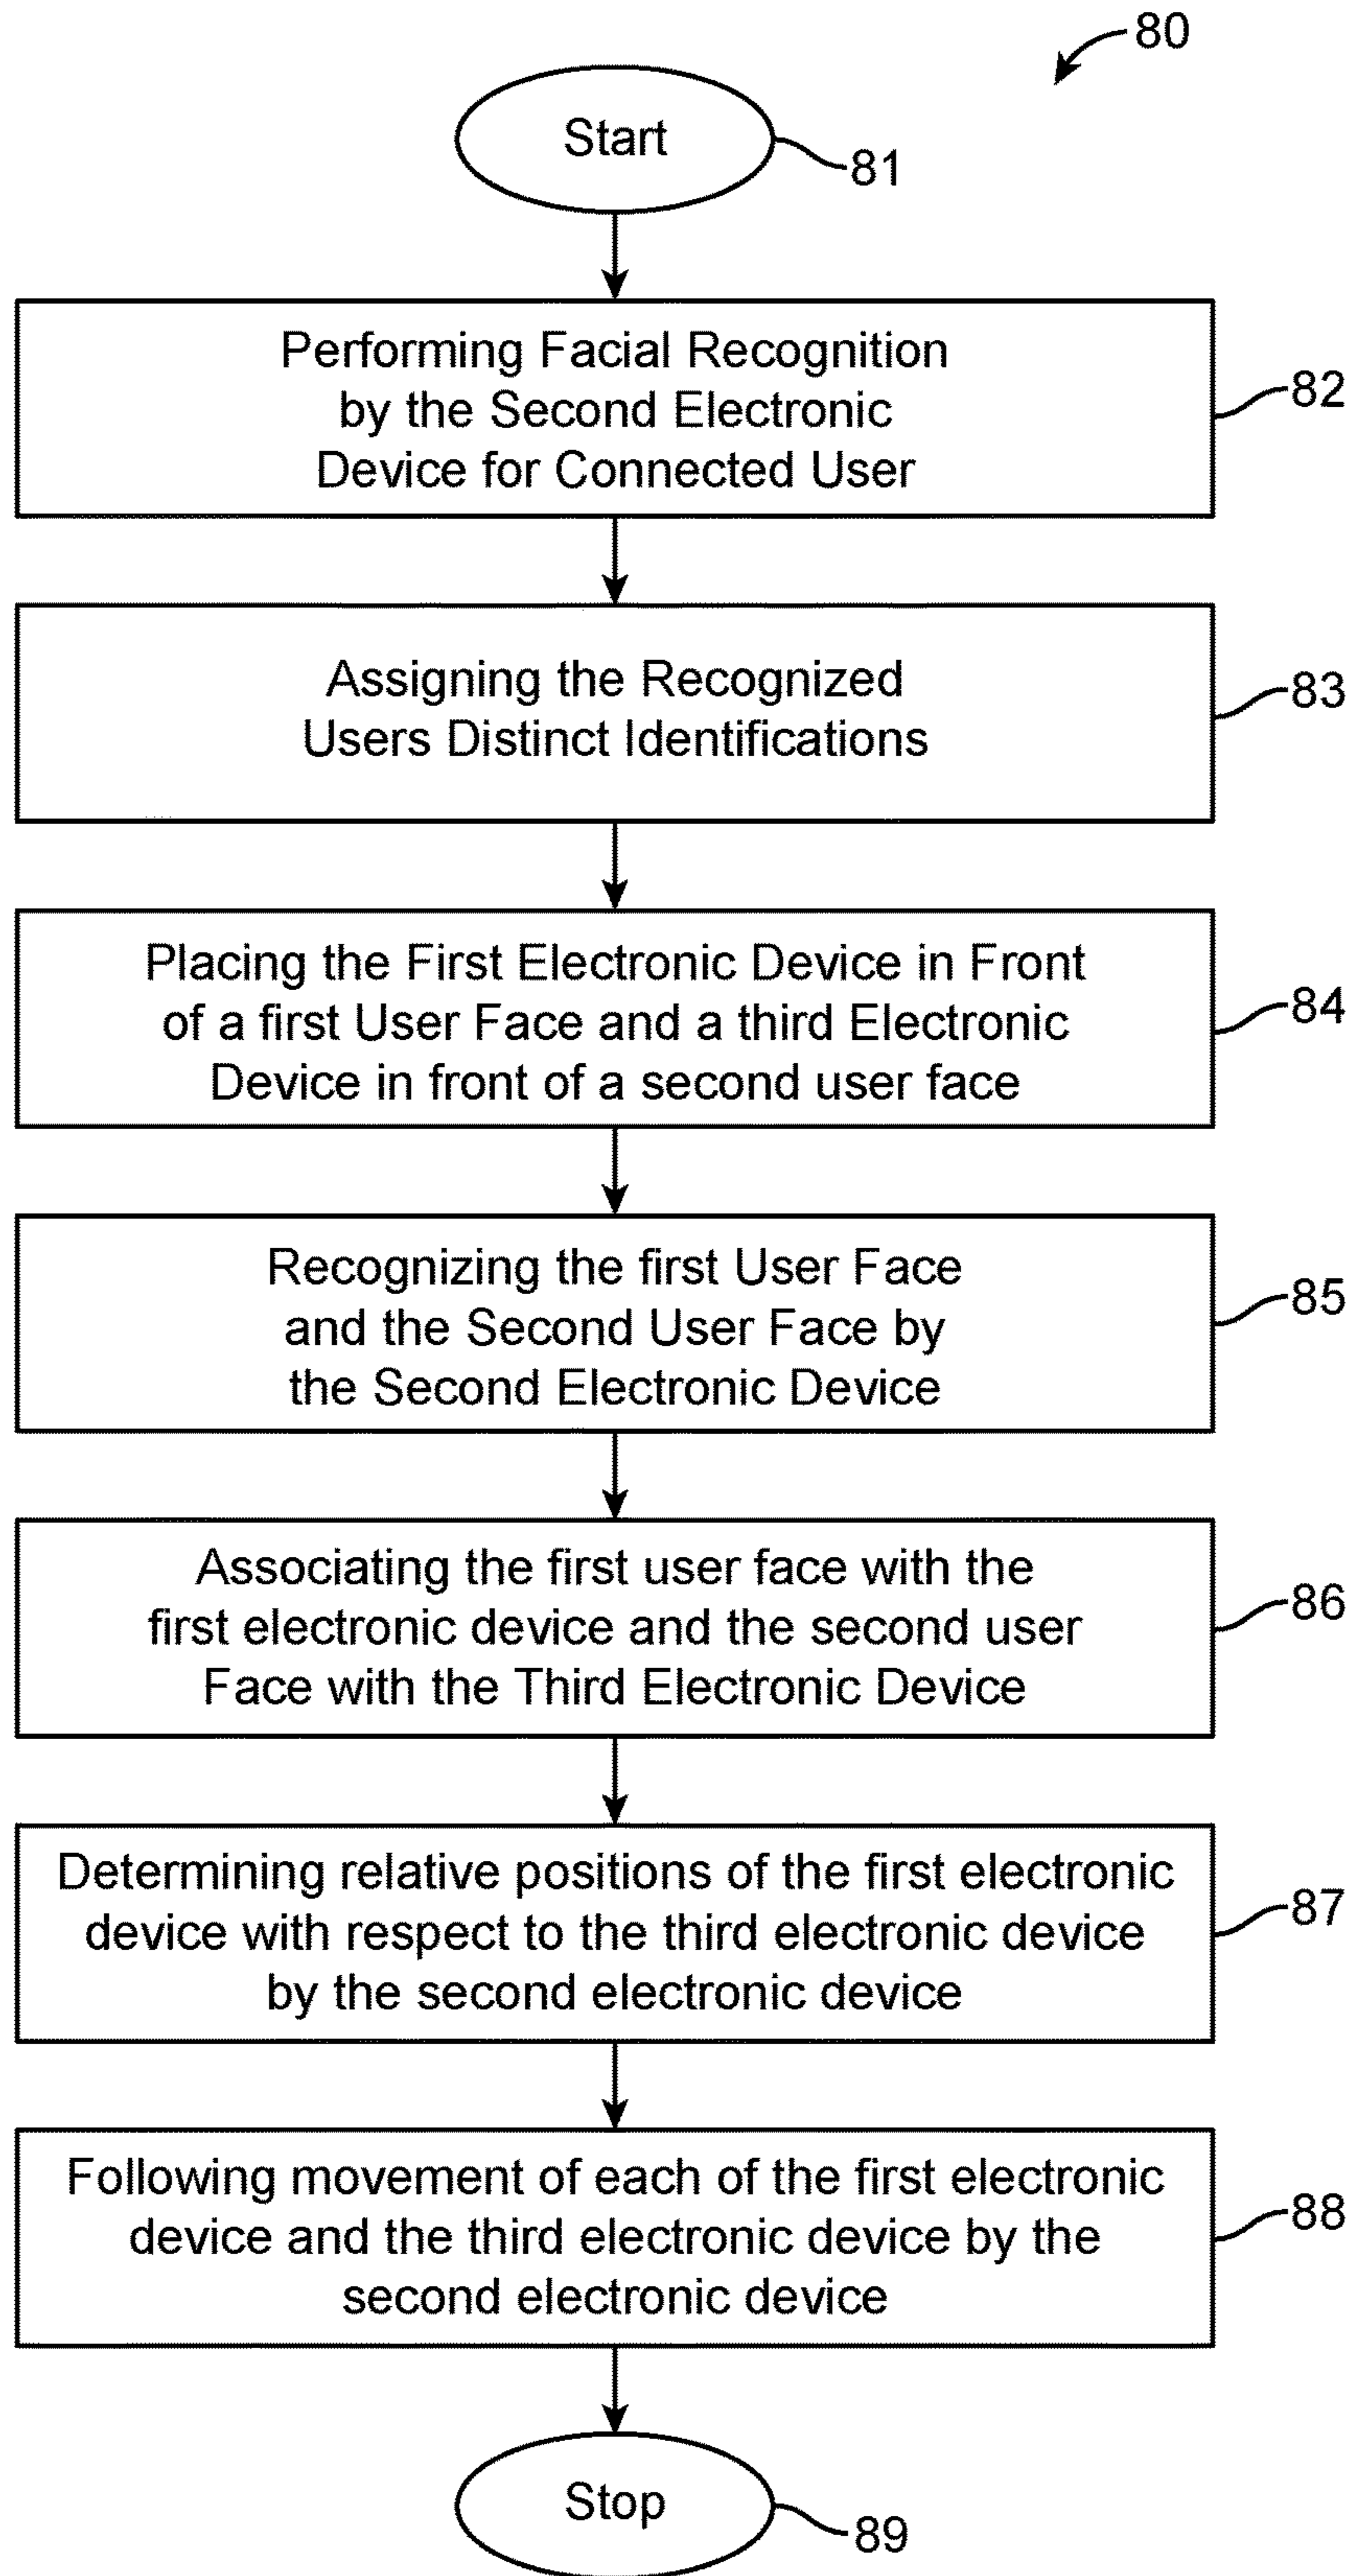 80
Start
81
Performing Facial Recognition
by the Second Electronic
Device for Connected User
82
Assigning the Recognized
Users Distinct Identifications
83
Placing the First Electronic Device in Front
of a first User Face and a third Electronic
Device in front of a second user face
84
Recognizing the first User Face
and the Second User Face by
the Second Electronic Device
85
Associating the first user face with the
first electronic device and the second user
Face with the Third Electronic Device
86
Determining relative positions of the first electronic
device with respect to the third electronic device
by the second electronic device
87
Following movement of each of the first electronic
device and the third electronic device by the
second electronic device
88
Stop
89